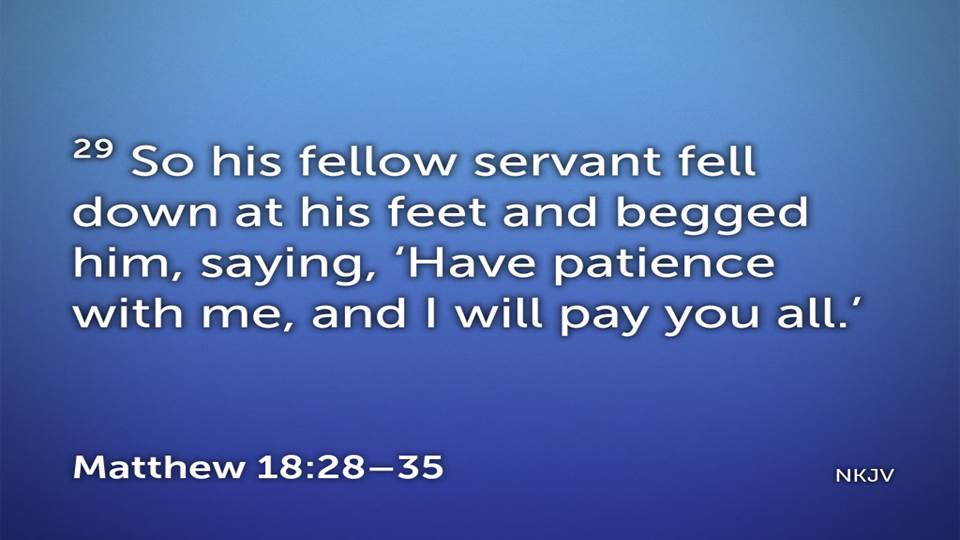 ²⁹ So his fellow servant fell
down at his feet and begged
him, saying, ‘Have patience
with me, and I will pay you all.’
Matthew 18:28–35
NKJV